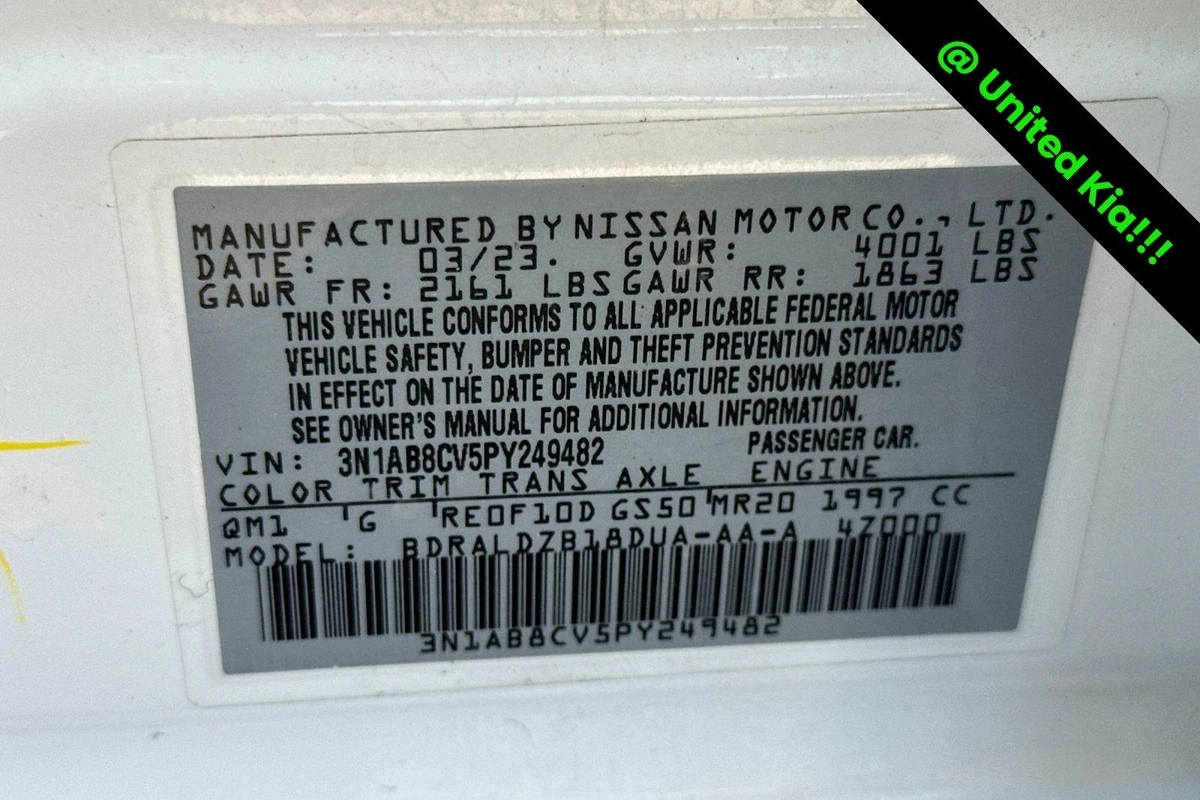 @ United Kia!!!
MANUFACTURED BY NISSAN MOTOR CO., LTD.
DATE: 03/23. GVWR: 4001 LBS
GAWR FR: 2161 LBS GAWR RR: 1863 LBS
THIS VEHICLE CONFORMS TO ALL APPLICABLE FEDERAL MOTOR
VEHICLE SAFETY, BUMPER AND THEFT PREVENTION STANDARDS
IN EFFECT ON THE DATE OF MANUFACTURE SHOWN ABOVE.
SEE OWNER'S MANUAL FOR ADDITIONAL INFORMATION.
VIN: 3N1AB8CV5PY249482 PASSENGER CAR.
COLOR TRIM TRANS AXLE ENGINE
QM1 G RE0F10D GS50 MR20 1997 CC
MODEL: BDRALDZB18DUA-AA-A 4Z000
3N1AB8CV5PY249482